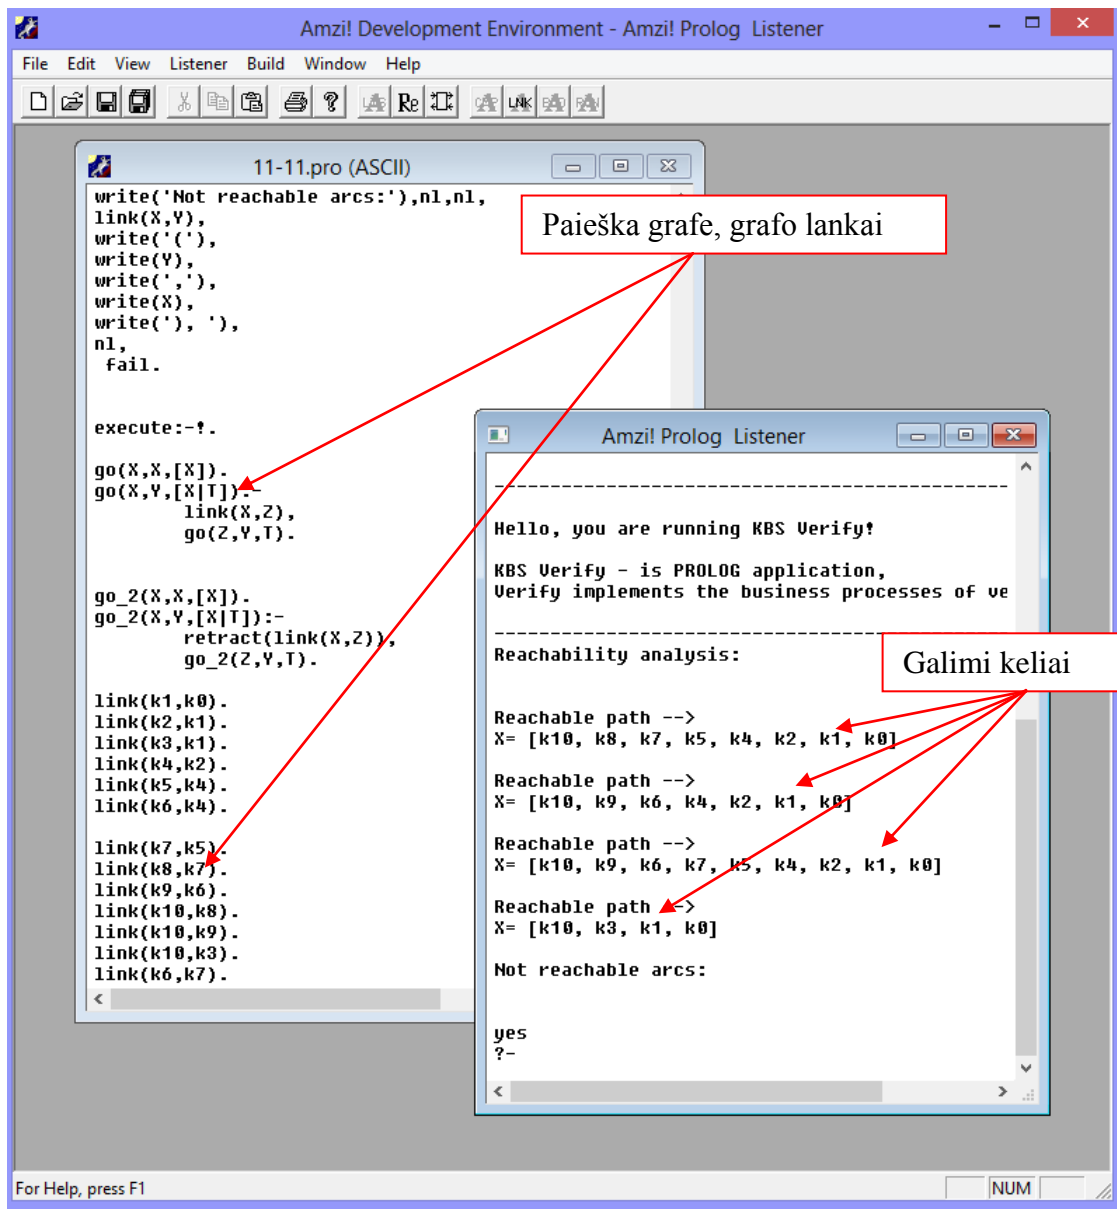 Amzi! Development Environment - Amzi! Prolog Listener
File Edit View Listener Build Window Help
Re LNK
11-11.pro (ASCII)
write('Not reachable arcs:'),nl,nl,
link(X,Y),
write('('),
write(Y),
write(','),
write(X),
write('), '),
nl,
fail.
execute:-!.
go(X,X,[X]).
go(X,Y,[X|T]):-
link(X,Z),
go(Z,Y,T).
go_2(X,X,[X]).
go_2(X,Y,[X|T]):-
retract(link(X,Z)),
go_2(Z,Y,T).
link(k1,k0).
link(k2,k1).
link(k3,k1).
link(k4,k2).
link(k5,k4).
link(k6,k4).
link(k7,k5).
link(k8,k7).
link(k9,k6).
link(k10,k8).
link(k10,k9).
link(k10,k3).
link(k6,k7).
Paieška grafe, grafo lankai
Amzi! Prolog Listener
--------------------------------------------------
Hello, you are running KBS Verify!
KBS Verify - is PROLOG application,
Verify implements the business processes of ve
--------------------------------------------------
Reachability analysis:
Galimi keliai
Reachable path -->
X= [k10, k8, k7, k5, k4, k2, k1, k0]
Reachable path -->
X= [k10, k9, k6, k4, k2, k1, k0]
Reachable path -->
X= [k10, k9, k6, k7, k5, k4, k2, k1, k0]
Reachable path -->
X= [k10, k3, k1, k0]
Not reachable arcs:
yes
?-
For Help, press F1
NUM